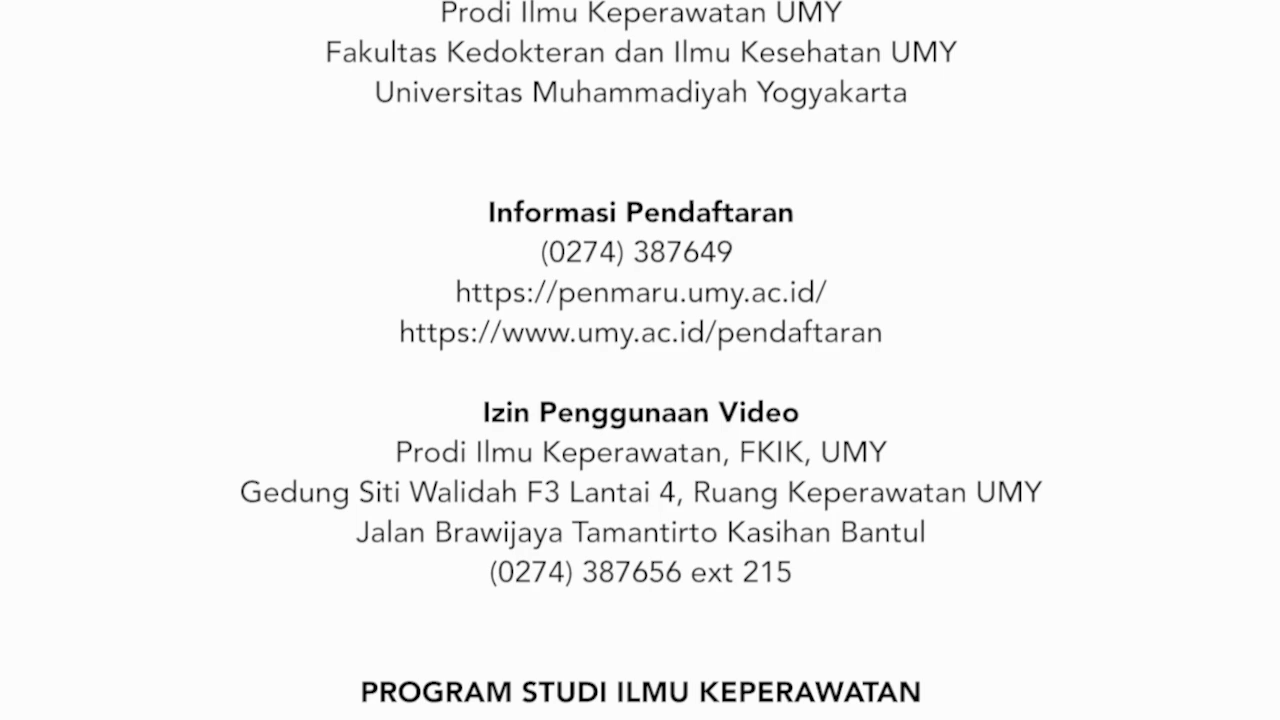 Prodi Ilmu Keperawatan UMY
Fakultas Kedokteran dan Ilmu Kesehatan UMY
Universitas Muhammadiyah Yogyakarta
Informasi Pendaftaran
(0274) 387649
https://penmaru.umy.ac.id/
https://www.umy.ac.id/pendaftaran
Izin Penggunaan Video
Prodi Ilmu Keperawatan, FKIK, UMY
Gedung Siti Walidah F3 Lantai 4, Ruang Keperawatan UMY
Jalan Brawijaya Tamantirto Kasihan Bantul
(0274) 387656 ext 215
PROGRAM STUDI ILMU KEPERAWATAN